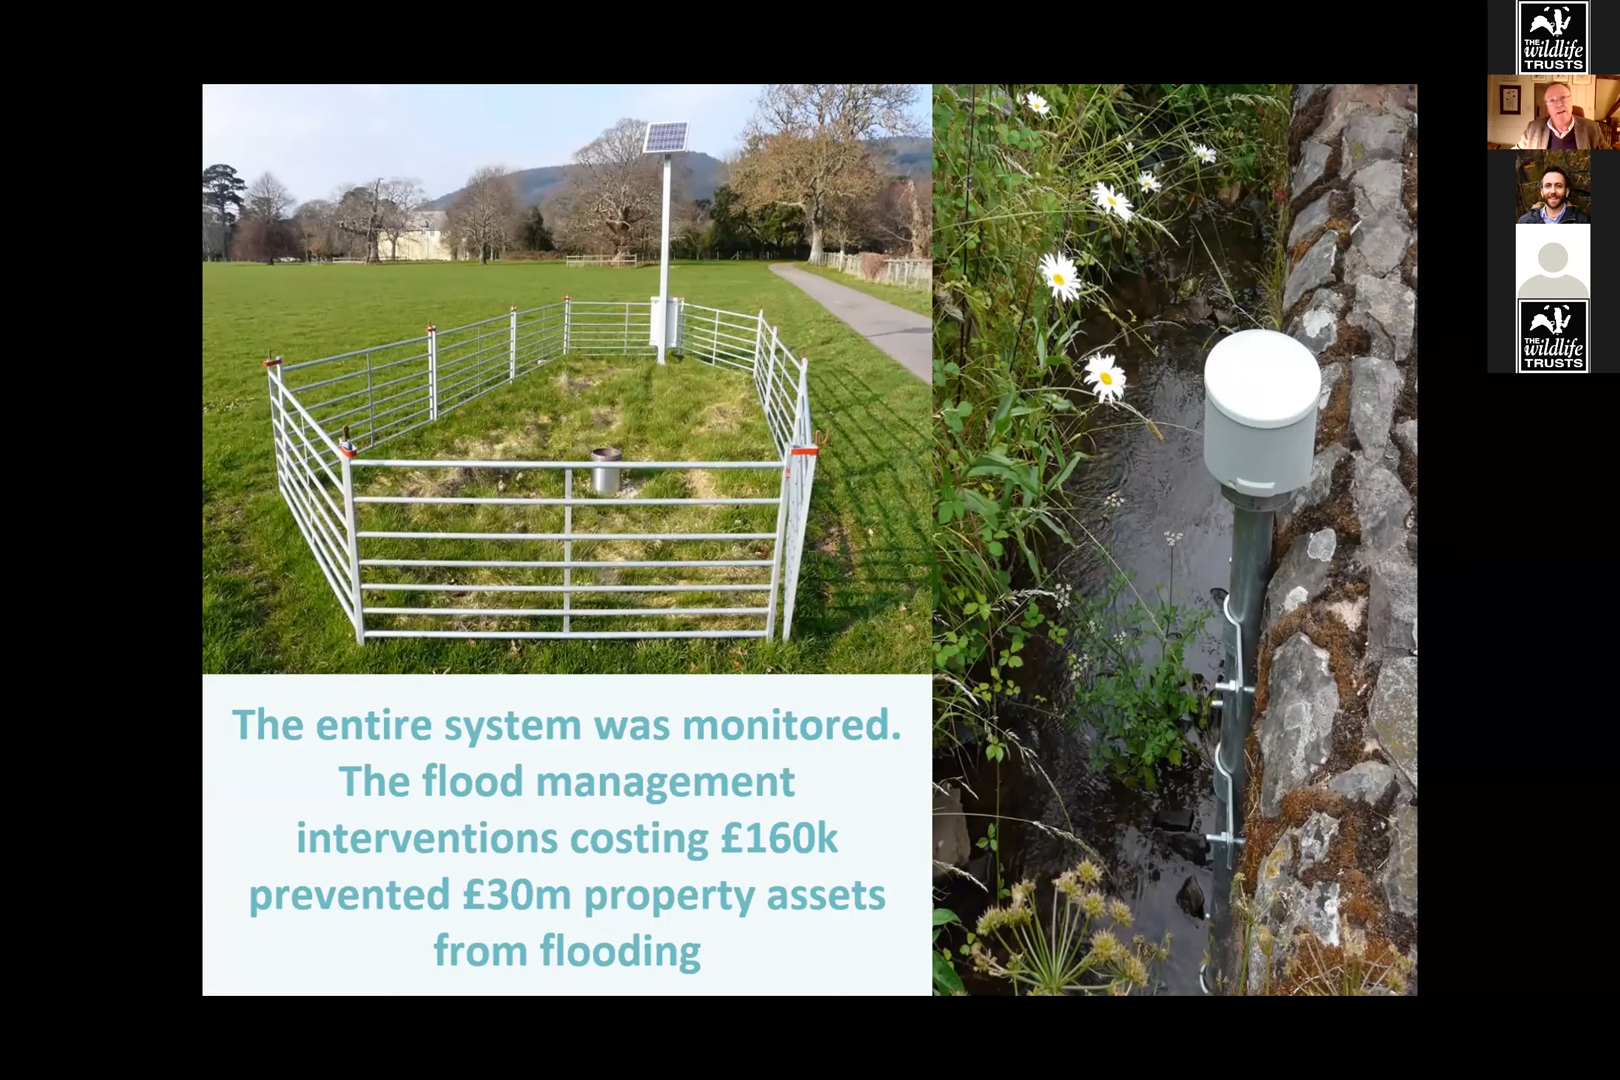 The entire system was monitored.
The flood management
interventions costing £160k
prevented £30m property assets
from flooding
THE
wildlife
TRUSTS
THE
wildlife
TRUSTS